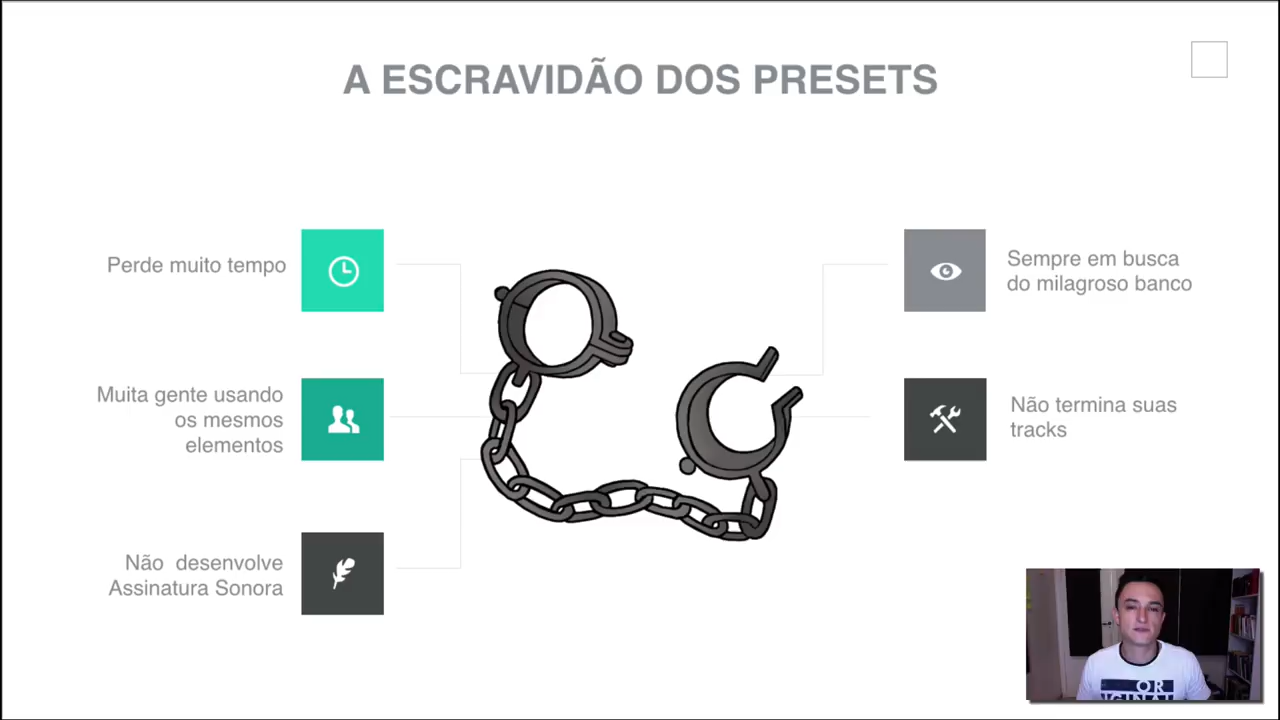 A ESCRAVIDÃO DOS PRESETS
Perde muito tempo
Muita gente usando
os mesmos
elementos
Não desenvolve
Assinatura Sonora
Sempre em busca
do milagroso banco
Não termina suas
tracks
OR